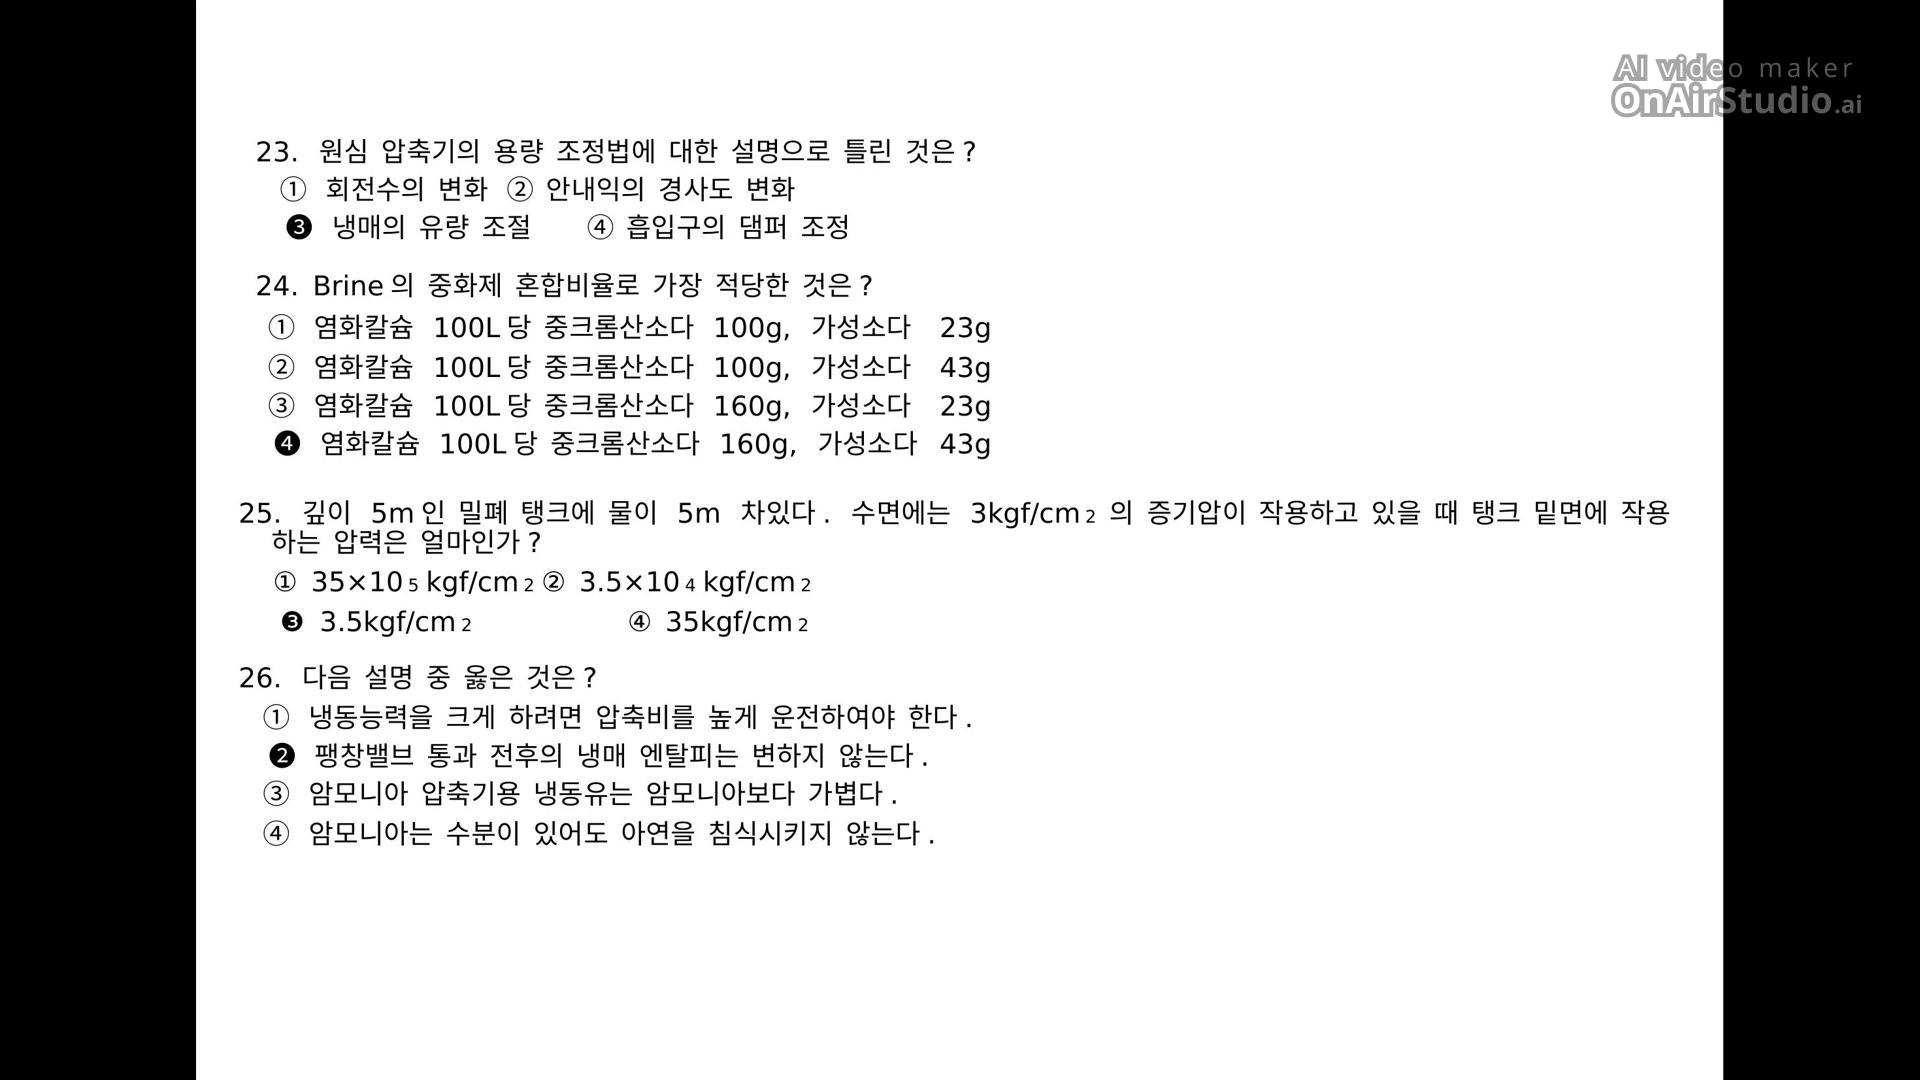 AI video maker
OnAirStudio.ai
23. 원심 압축기의 용량 조정법에 대한 설명으로 틀린 것은?
① 회전수의 변화 ② 안내익의 경사도 변화
❸ 냉매의 유량 조절 ④ 흡입구의 댐퍼 조정
24. Brine의 중화제 혼합비율로 가장 적당한 것은?
① 염화칼슘 100L당 중크롬산소다 100g, 가성소다 23g
② 염화칼슘 100L당 중크롬산소다 100g, 가성소다 43g
③ 염화칼슘 100L당 중크롬산소다 160g, 가성소다 23g
❹ 염화칼슘 100L당 중크롬산소다 160g, 가성소다 43g
25. 깊이 5m인 밀폐 탱크에 물이 5m 차있다. 수면에는 3kgf/cm2 의 증기압이 작용하고 있을 때 탱크 밑면에 작용
하는 압력은 얼마인가?
① 35×105 kgf/cm2 ② 3.5×104 kgf/cm2
❸ 3.5kgf/cm2 ④ 35kgf/cm2
26. 다음 설명 중 옳은 것은?
① 냉동능력을 크게 하려면 압축비를 높게 운전하여야 한다.
❷ 팽창밸브 통과 전후의 냉매 엔탈피는 변하지 않는다.
③ 암모니아 압축기용 냉동유는 암모니아보다 가볍다.
④ 암모니아는 수분이 있어도 아연을 침식시키지 않는다.